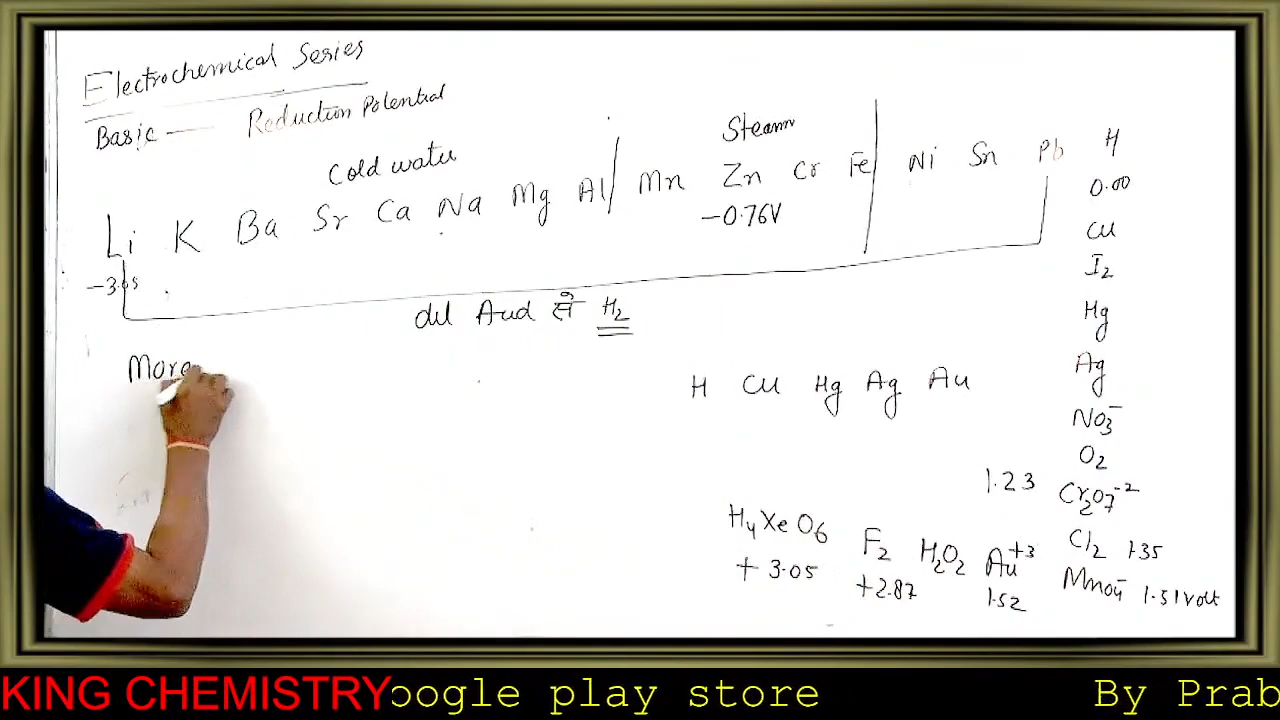 Electrochemical Series
Basic — Reduction Potential
Cold water
Steam
Li K Ba Sr Ca Na Mg Al / Mn Zn Cr Fe | Ni Sn Pb H
-3.05
-0.76V
0.00
Cu
I2
Hg
Ag
NO3-
O2
1.23 Cr2O7-2
Cl2 1.35
MnO4- 1.51 volt
dil Acid से H2
More
H Cu Hg Ag Au
H4XeO6 F2 H2O2 Au+3
+3.05 +2.87 1.52
KING CHEMISTRY oogle play store By Prab